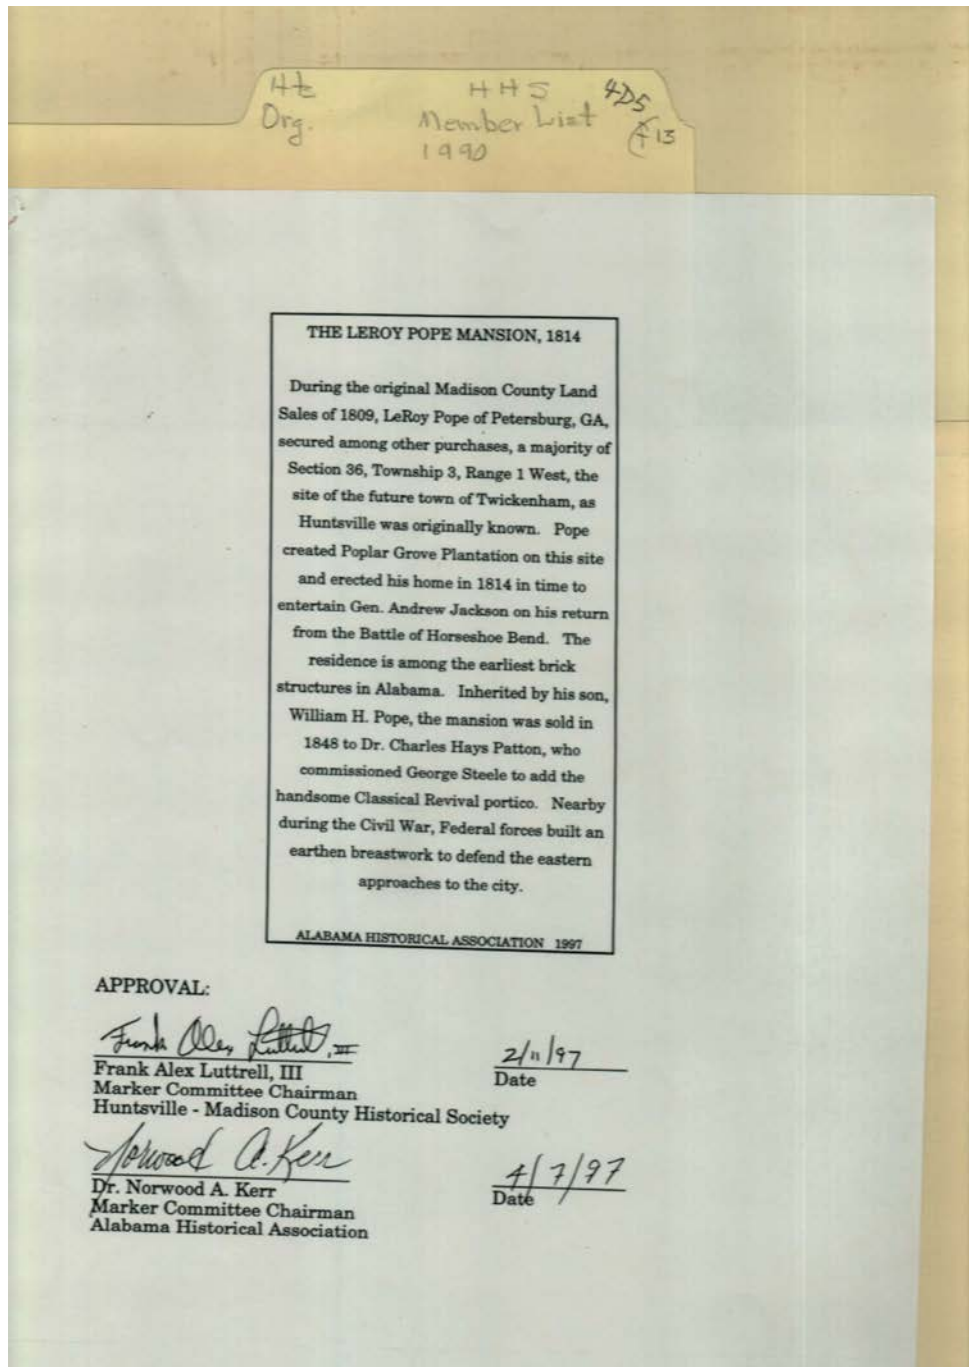 Hts
Org.
HHS
Member List
1990
4D5
13
THE LEROY POPE MANSION, 1814
During the original Madison County Land
Sales of 1809, LeRoy Pope of Petersburg, GA,
secured among other purchases, a majority of
Section 36, Township 3, Range 1 West, the
site of the future town of Twickenham, as
Huntsville was originally known. Pope
created Poplar Grove Plantation on this site
and erected his home in 1814 in time to
entertain Gen. Andrew Jackson on his return
from the Battle of Horseshoe Bend. The
residence is among the earliest brick
structures in Alabama. Inherited by his son,
William H. Pope, the mansion was sold in
1848 to Dr. Charles Hays Patton, who
commissioned George Steele to add the
handsome Classical Revival portico. Nearby
during the Civil War, Federal forces built an
earthen breastwork to defend the eastern
approaches to the city.
ALABAMA HISTORICAL ASSOCIATION 1997
APPROVAL:
Frank Alex Luttrell, III
2/11/97
Frank Alex Luttrell, III
Date
Marker Committee Chairman
Huntsville - Madison County Historical Society
Norwood A. Kerr
4/7/97
Dr. Norwood A. Kerr
Date
Marker Committee Chairman
Alabama Historical Association